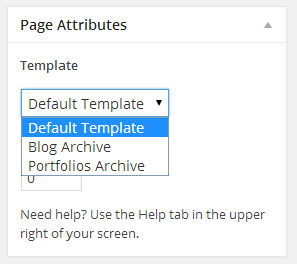 Page Attributes
Template
Default Template
Default Template
Blog Archive
Portfolios Archive
0
Need help? Use the Help tab in the upper
right of your screen.